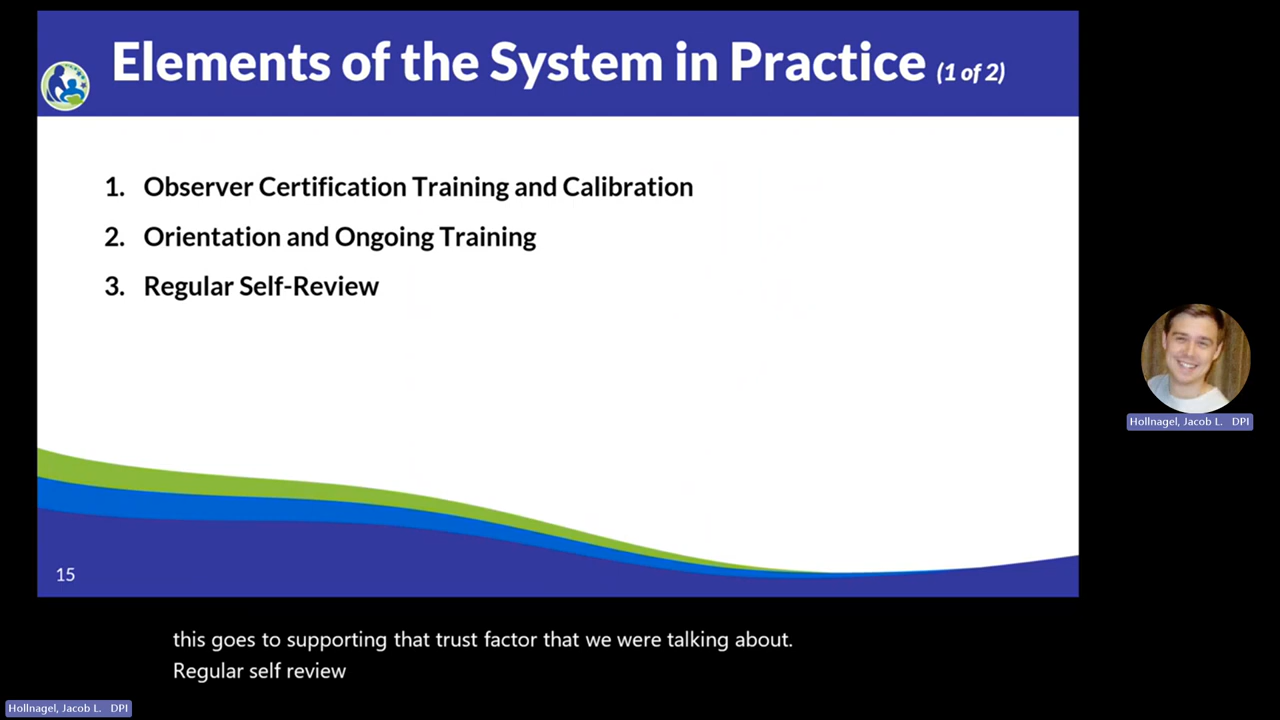 Elements of the System in Practice (1 of 2)
1. Observer Certification Training and Calibration
2. Orientation and Ongoing Training
3. Regular Self-Review
Hollnagel, Jacob L. DPI
15
this goes to supporting that trust factor that we were talking about.
Regular self review
Hollnagel, Jacob L. DPI